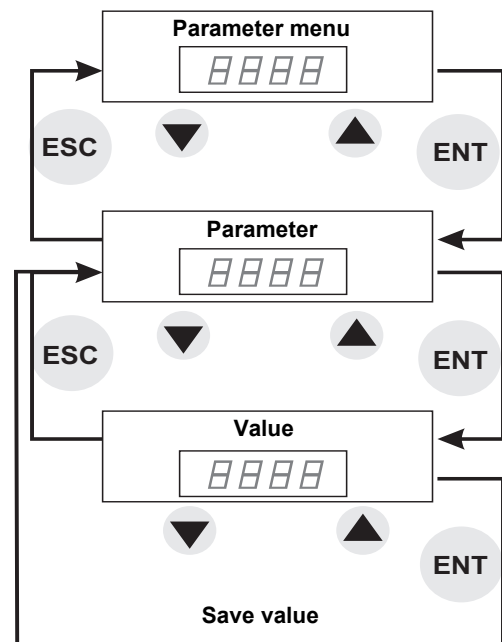 Parameter menu
8888
ESC
ENT
Parameter
8888
ESC
ENT
Value
8888
ENT
Save value